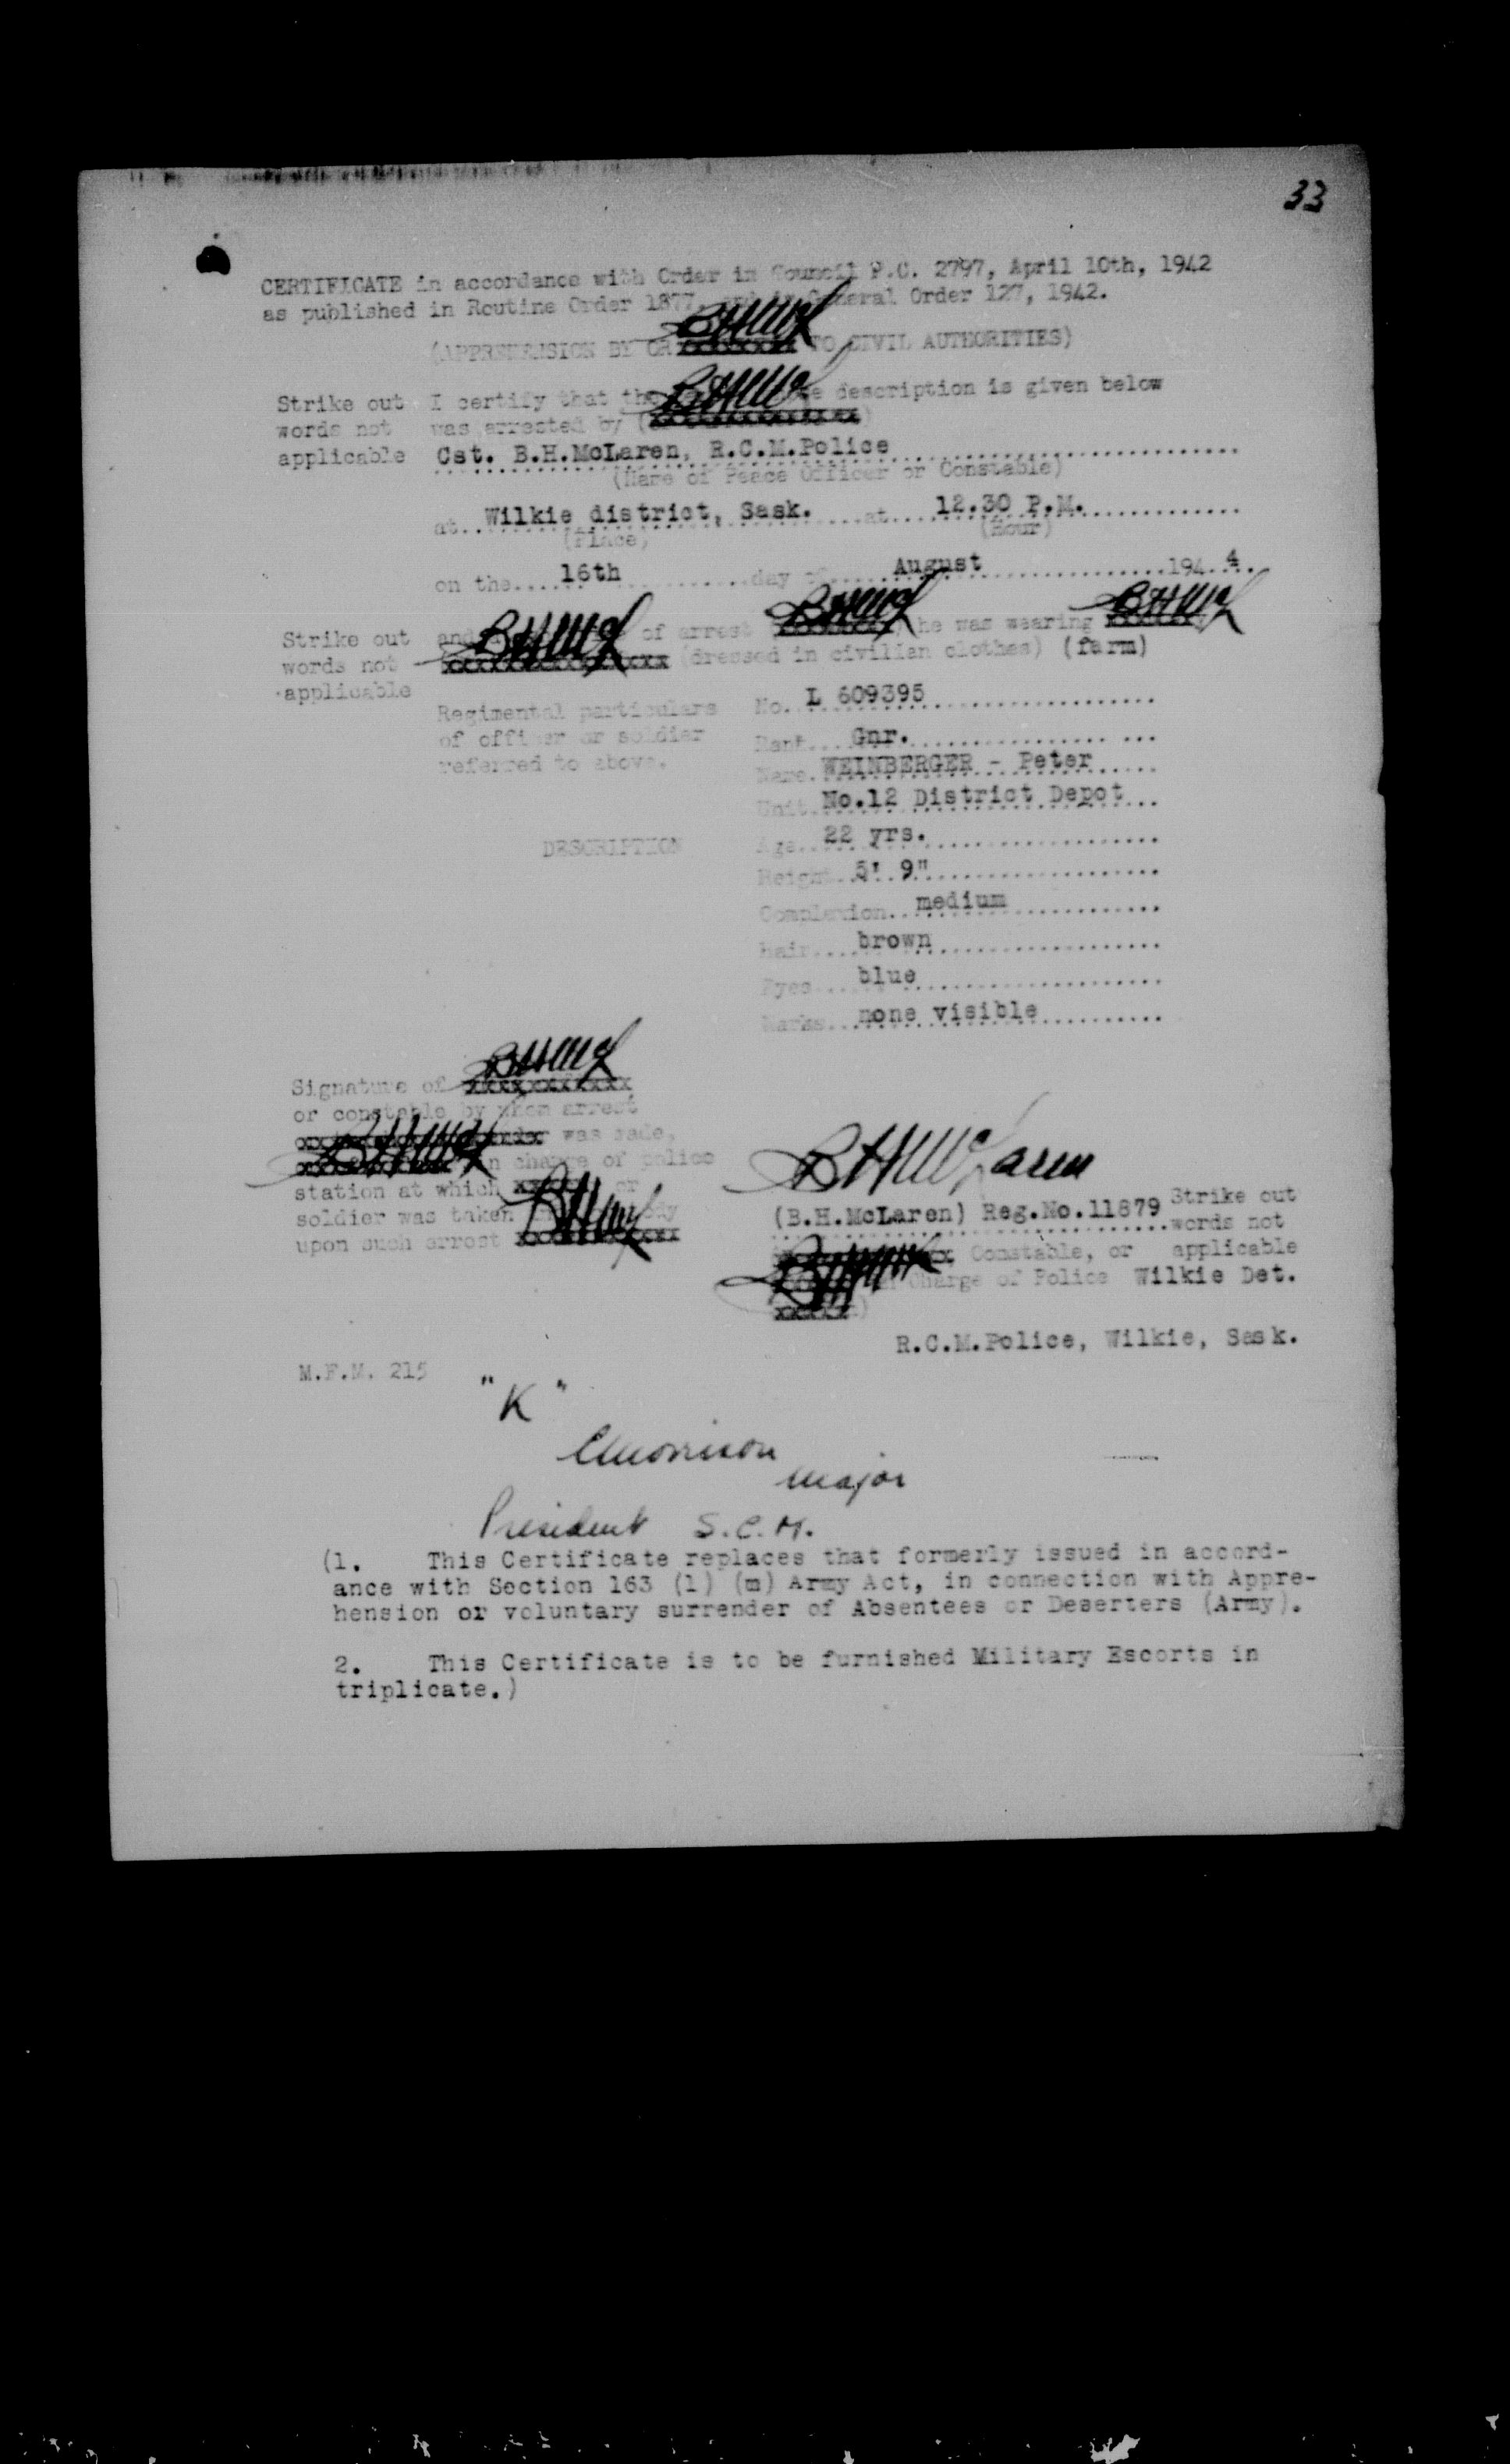 33
CERTIFICATE in accordance with Order in Council P.C. 2797, April 10th, 1942
as published in Routine Order 1877, and in General Order 127, 1942.
(APPREHENSION BY OR TO CIVIL AUTHORITIES)
Strike out I certify that the description is given below
words not was arrested by (
applicable Cst. B.H.McLaren, R.C.M.Police
(Name of Peace Officer or Constable)
at.. Wilkie district, Sask. at 12.30 P.M.
(Place) (Hour)
on the 16th day of August 194 4.
Strike out and of arrest he was wearing
words not (dressed in civilian clothes) (farm)
applicable
Regimental particulars No. L 609395
of officer or soldier Rank Gnr.
referred to above. Name. WEINBERGER - Peter
Unit No.12 District Depot
DESCRIPTION Age 22 yrs.
Height 5' 9"
Complexion medium
Hair brown
Eyes blue
Marks none visible
Signature of
or constable by whom arrest
was made,
in charge of police
station at which or
soldier was taken
upon such arrest
BHMcLaren
(B.H.McLaren) Reg.No.11879 Strike out
words not
Constable, or applicable
Charge of Police Wilkie Det.
R.C.M.Police, Wilkie, Sask.
M.F.M. 215
"K"
CMorrison
Major
President S.C.M.
(1. This Certificate replaces that formerly issued in accord-
ance with Section 163 (1) (m) Army Act, in connection with Appre-
hension or voluntary surrender of Absentees or Deserters (Army).
2. This Certificate is to be furnished Military Escorts in
triplicate.)